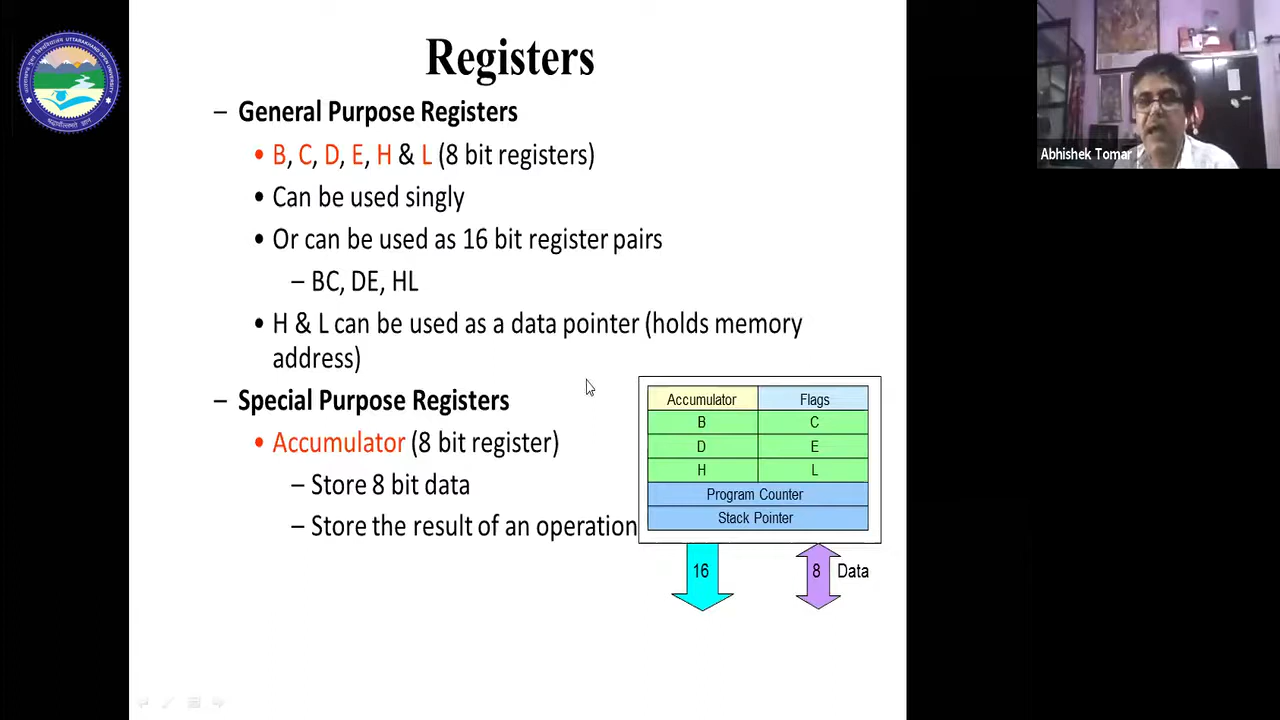 Registers
– General Purpose Registers
• B, C, D, E, H & L (8 bit registers)
• Can be used singly
• Or can be used as 16 bit register pairs
– BC, DE, HL
• H & L can be used as a data pointer (holds memory
address)
– Special Purpose Registers
• Accumulator (8 bit register)
– Store 8 bit data
– Store the result of an operation
Accumulator Flags
B C
D E
H L
Program Counter
Stack Pointer
16 8 Data
Abhishek Tomar
UTTARAKHAND OPEN UNIVERSITY